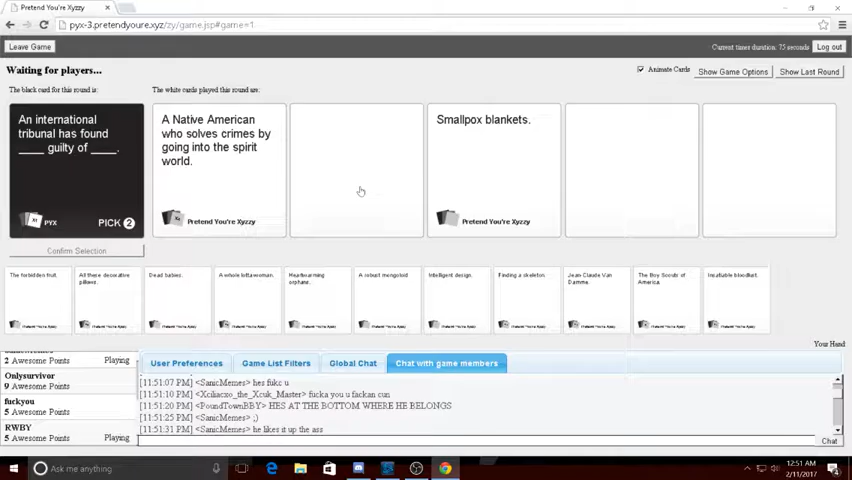 Pretend You're Xyzzy
pyx-3.pretendyoure.xyz/zy/game.jsp#game=1
Leave Game
Current timer duration: 75 seconds
Log out
Waiting for players...
Animate Cards
Show Game Options
Show Last Round
The black card for this round is:
The white cards played this round are:
An international
tribunal has found
____ guilty of ____.
PYX
PICK 2
A Native American
who solves crimes by
going into the spirit
world.
Pretend You're Xyzzy
Smallpox blankets.
Pretend You're Xyzzy
Confirm Selection
The forbidden fruit.
All these decorative
pillows.
Dead babies.
A whole lotta woman.
Heartwarming
orphans.
A robust mongoloid.
Intelligent design.
Finding a skeleton.
Jean-Claude Van
Damme.
The Boy Scouts of
America.
Insatiable bloodlust.
Your Hand
User Preferences
Game List Filters
Global Chat
Chat with game members
2 Awesome Points
Playing
Onlysurvivor
9 Awesome Points
fuckyou
5 Awesome Points
RWBY
5 Awesome Points
Playing
[11:51:07 PM] <SanicMemes> hes fukc u
[11:51:10 PM] <Xciliacxo_the_Xcuk_Master> fucka you u fackan cun
[11:51:20 PM] <PoundTownBBY> HES AT THE BOTTOM WHERE HE BELONGS
[11:51:25 PM] <SanicMemes> ;)
[11:51:31 PM] <SanicMemes> he likes it up the ass
Chat
Ask me anything
12:51 AM
2/11/2017